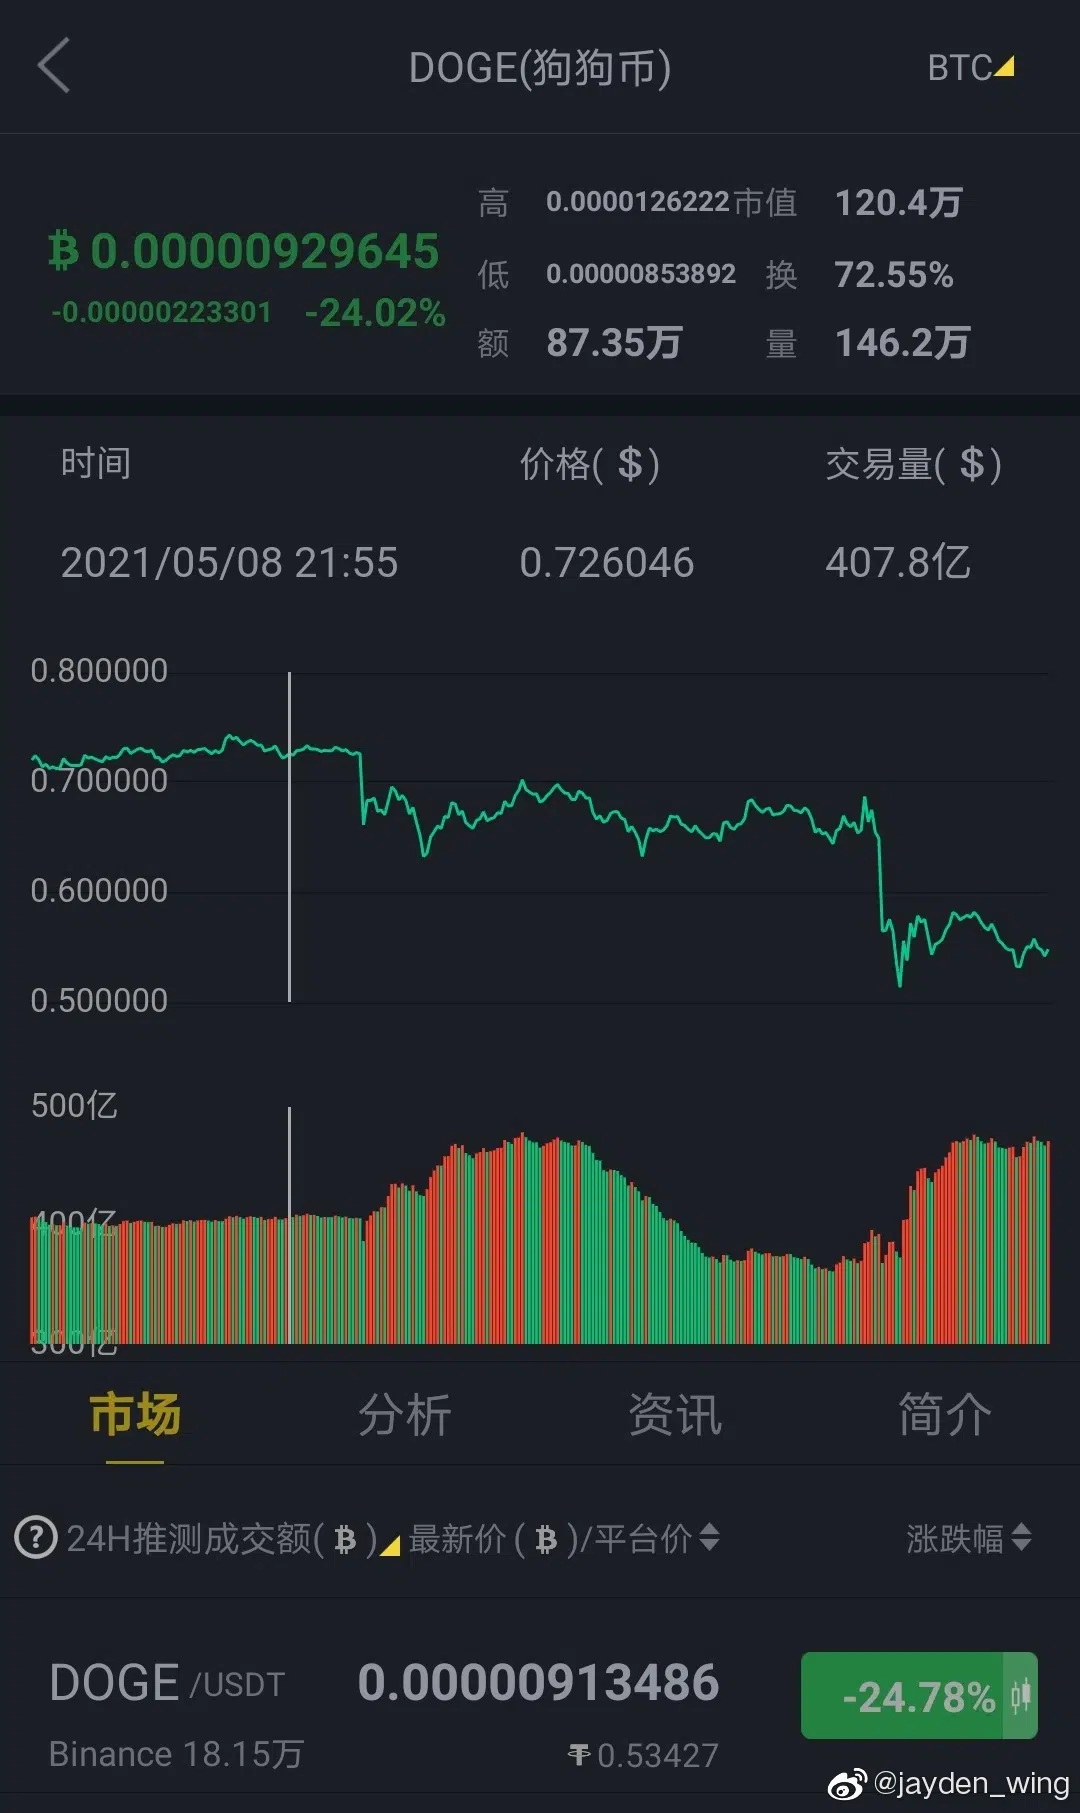 DOGE(狗狗币)
BTC
฿ 0.00000929645
-0.00000223301 -24.02%
高 0.0000126222 市值 120.4万
低 0.00000853892 换 72.55%
额 87.35万 量 146.2万
时间 价格($) 交易量($)
2021/05/08 21:55 0.726046 407.8亿
0.800000
0.700000
0.600000
0.500000
500亿
400亿
300亿
市场 分析 资讯 简介
? 24H推测成交额(฿) 最新价(฿)/平台价 涨跌幅
DOGE /USDT 0.00000913486 -24.78%
Binance 18.15万 ₮ 0.53427
@jayden_wing